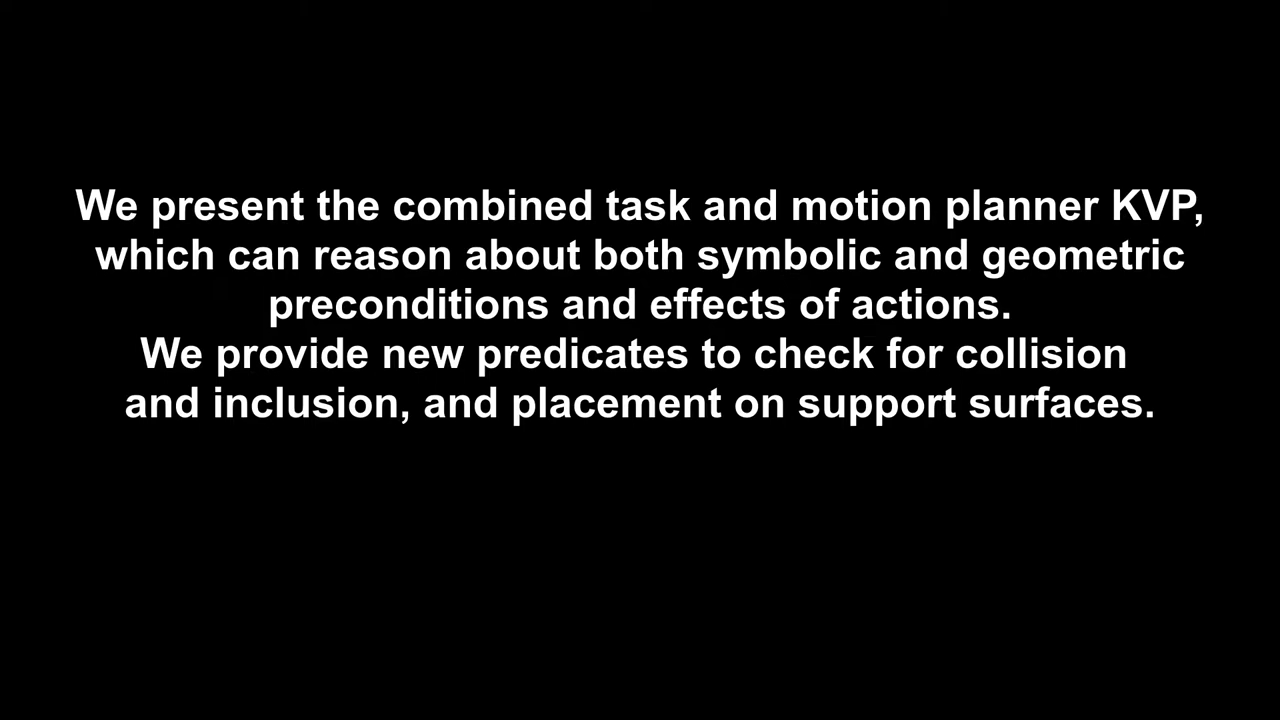 We present the combined task and motion planner KVP,
which can reason about both symbolic and geometric
preconditions and effects of actions.
We provide new predicates to check for collision
and inclusion, and placement on support surfaces.